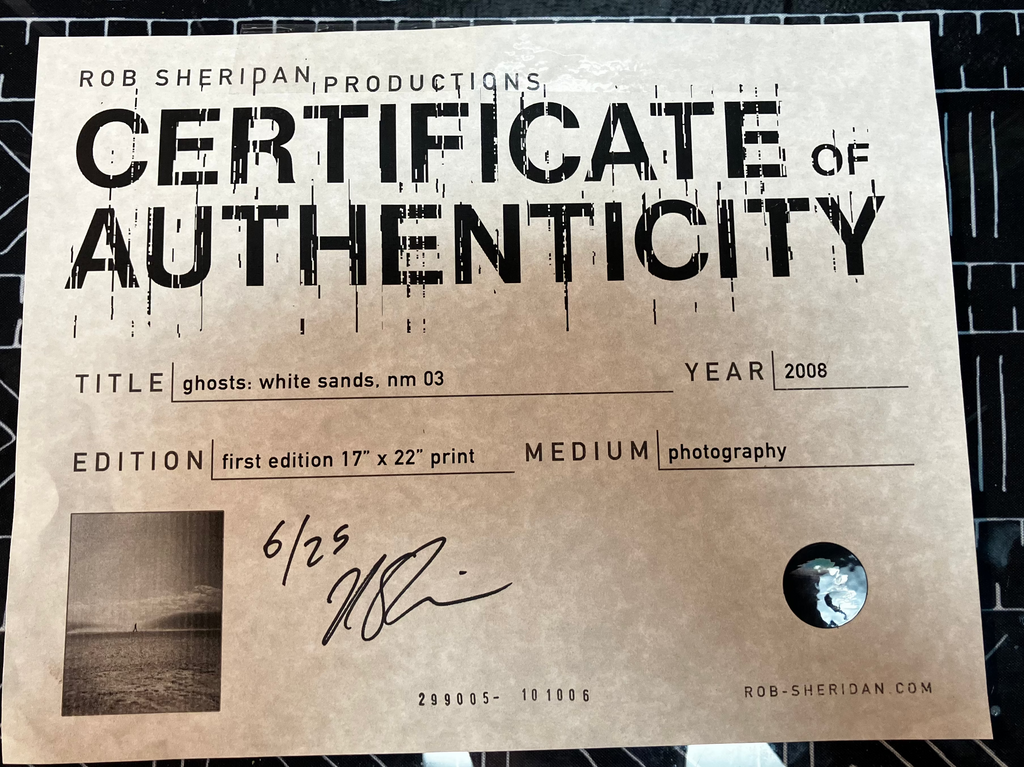 ROB SHERIDAN PRODUCTIONS
CERTIFICATE OF
AUTHENTICITY
TITLE ghosts: white sands, nm 03 YEAR 2008
EDITION first edition 17” x 22” print MEDIUM photography
6/25
299005- 101006
ROB-SHERIDAN.COM